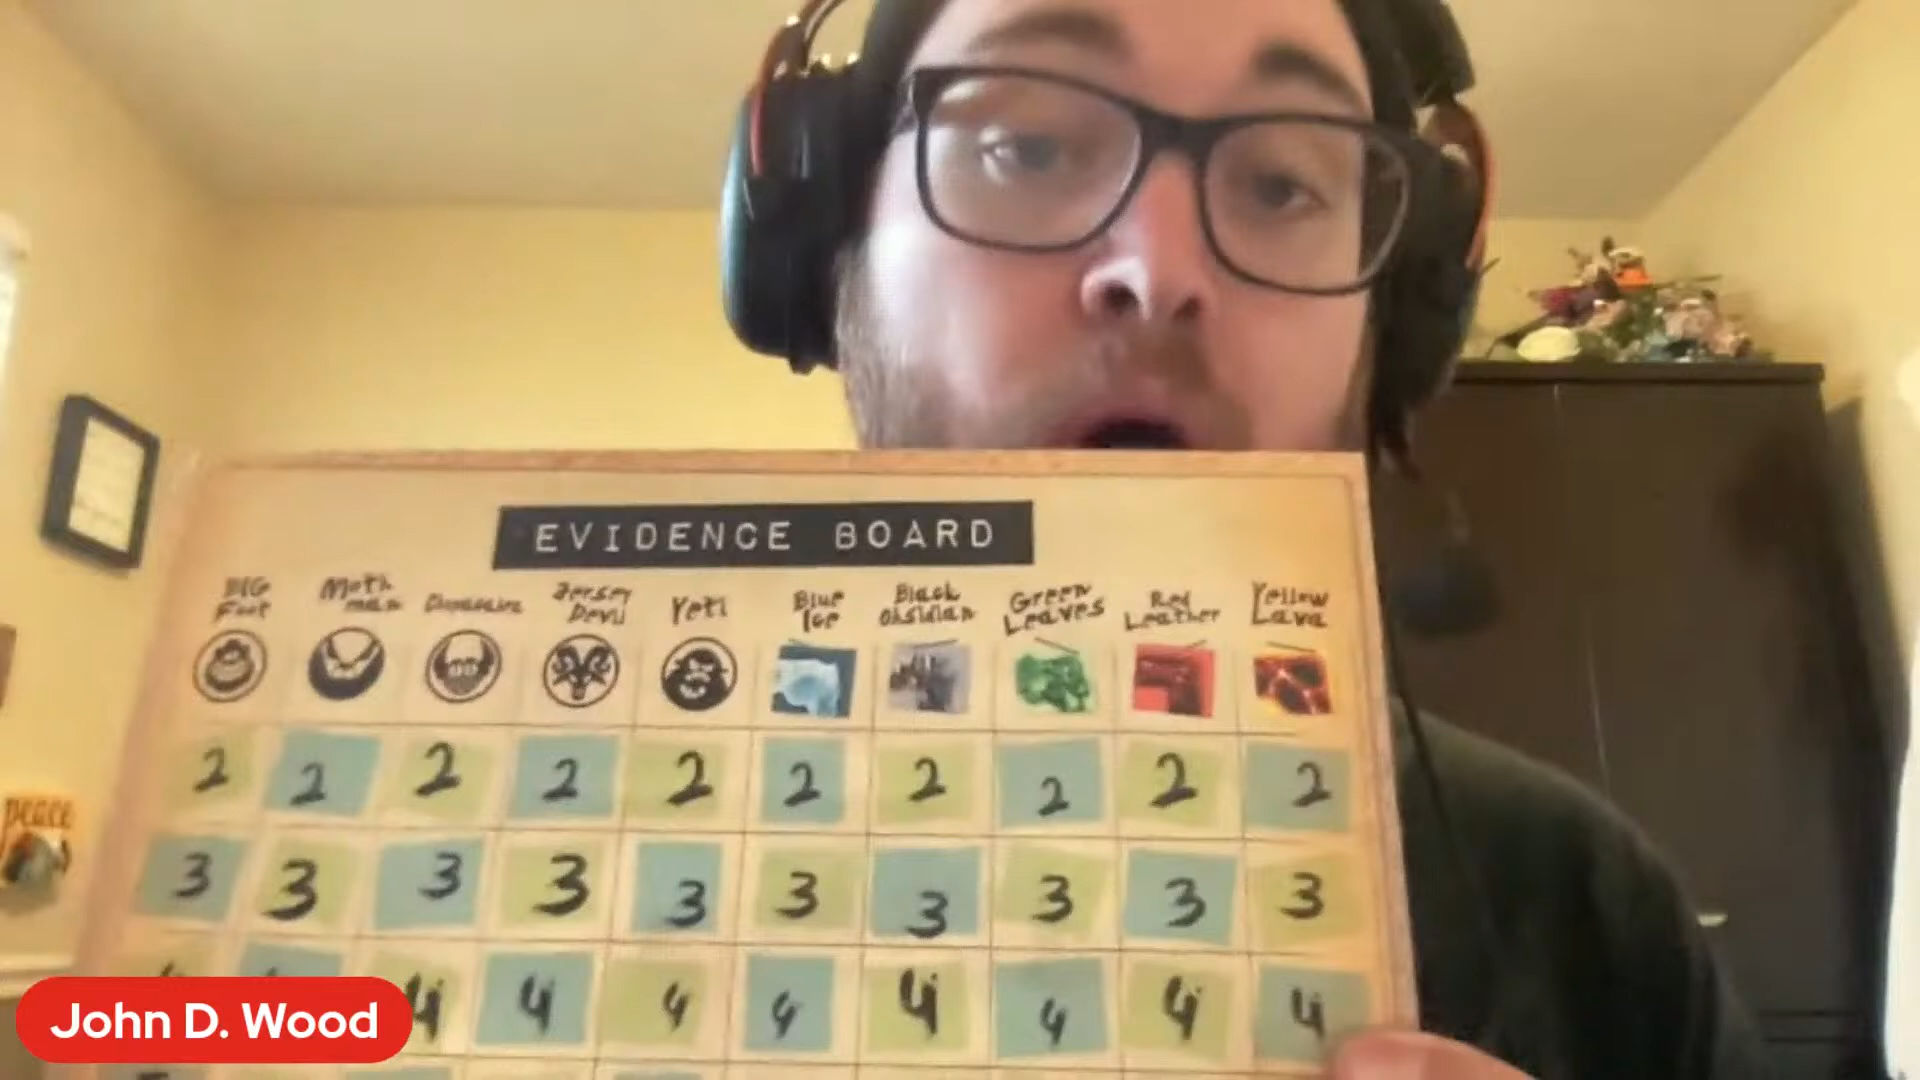 EVIDENCE BOARD
BIG Foot
Moth man
Jersey Devil
Yeti
Blue Ice
Black Obsidian
Green Leaves
Red Leather
Yellow Lava
2 2 2 2 2 2 2 2 2 2
3 3 3 3 3 3 3 3 3 3
4 4 4 4 4 4 4 4
peace
John D. Wood